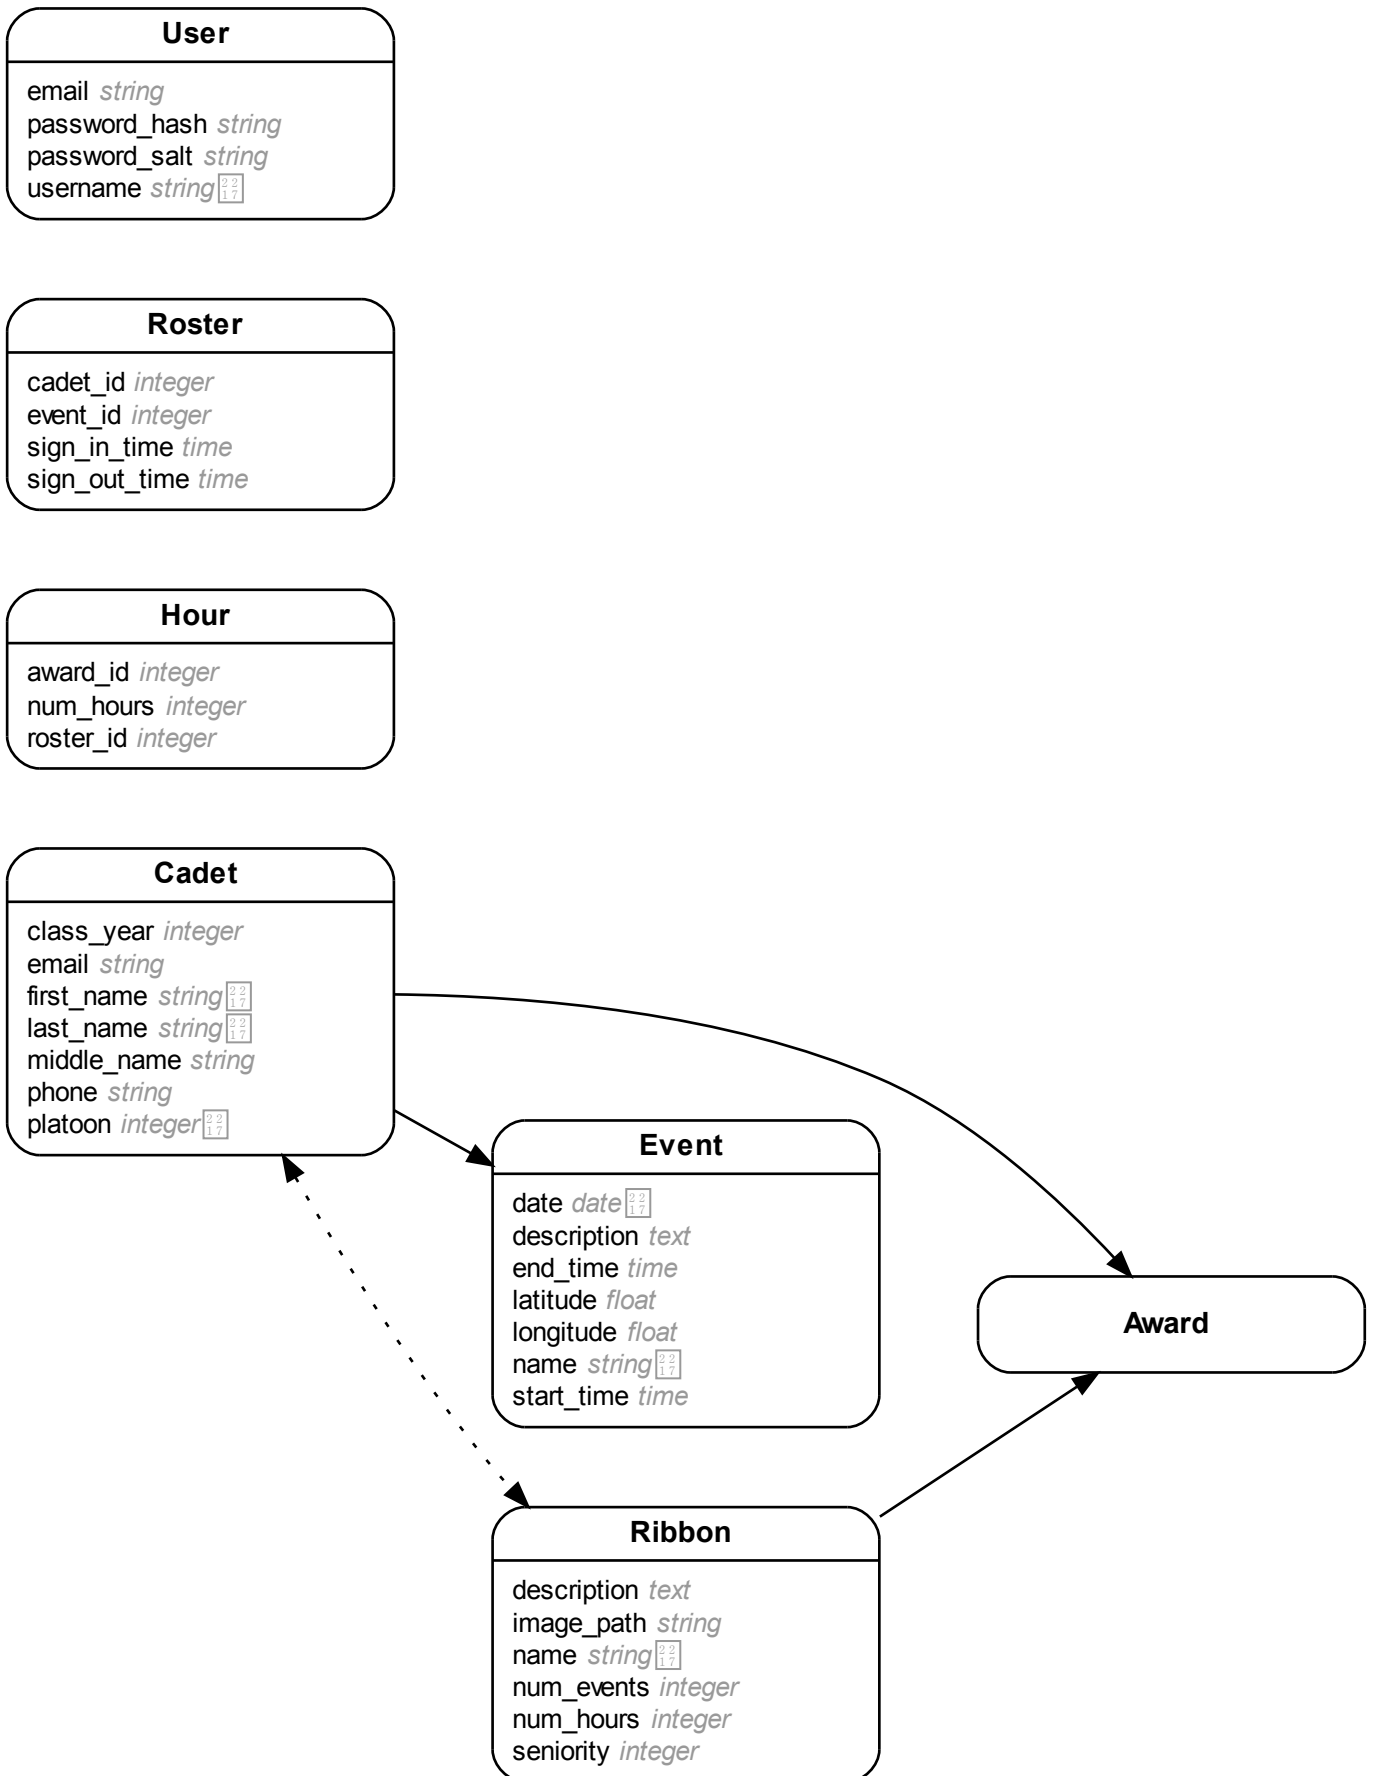 User
email string
password_hash string
password_salt string
username string
Roster
cadet_id integer
event_id integer
sign_in_time time
sign_out_time time
Hour
award_id integer
num_hours integer
roster_id integer
Cadet
class_year integer
email string
first_name string
last_name string
middle_name string
phone string
platoon integer
Event
date date
description text
end_time time
latitude float
longitude float
name string
start_time time
Award
Ribbon
description text
image_path string
name string
num_events integer
num_hours integer
seniority integer